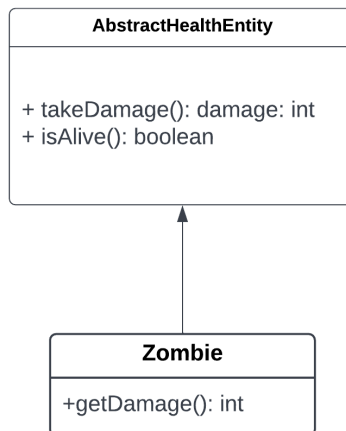 AbstractHealthEntity
+ takeDamage(): damage: int
+ isAlive(): boolean
Zombie
+getDamage(): int